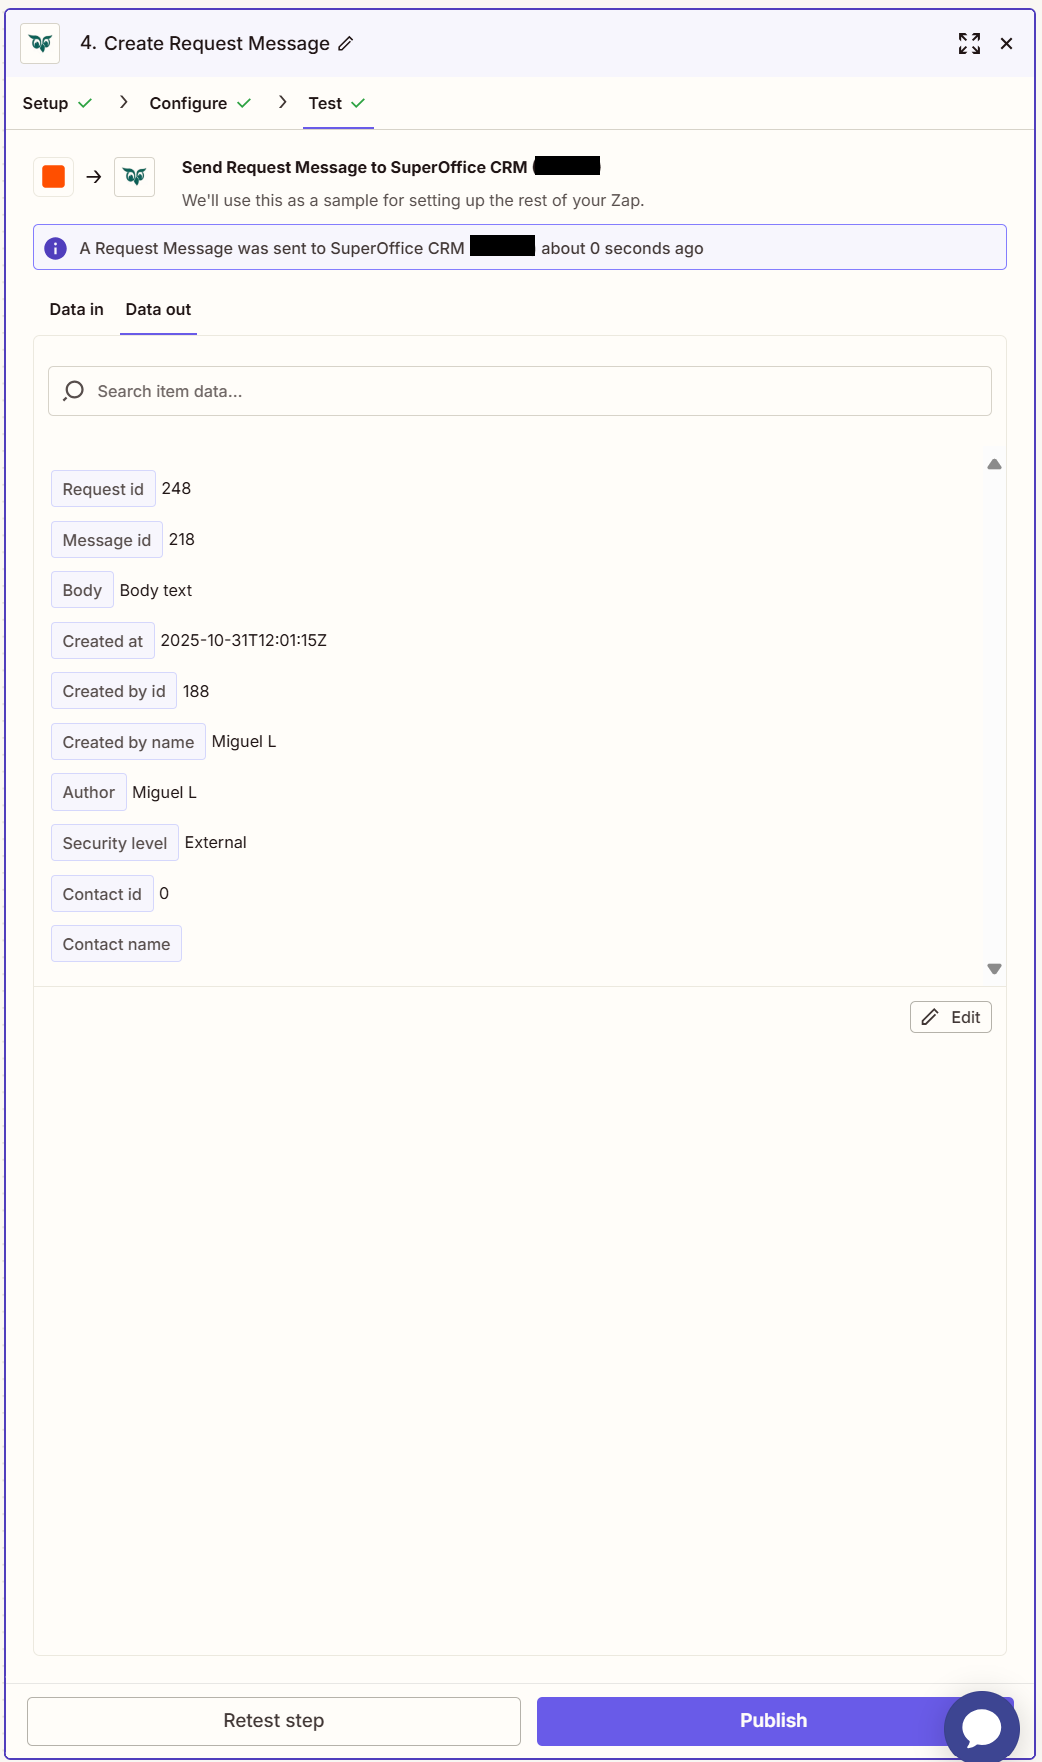 4. Create Request Message
Setup
Configure
Test
Send Request Message to SuperOffice CRM
We'll use this as a sample for setting up the rest of your Zap.
A Request Message was sent to SuperOffice CRM about 0 seconds ago
Data in Data out
Search item data...
Request id 248
Message id 218
Body Body text
Created at 2025-10-31T12:01:15Z
Created by id 188
Created by name Miguel L
Author Miguel L
Security level External
Contact id 0
Contact name
Edit
Retest step
Publish